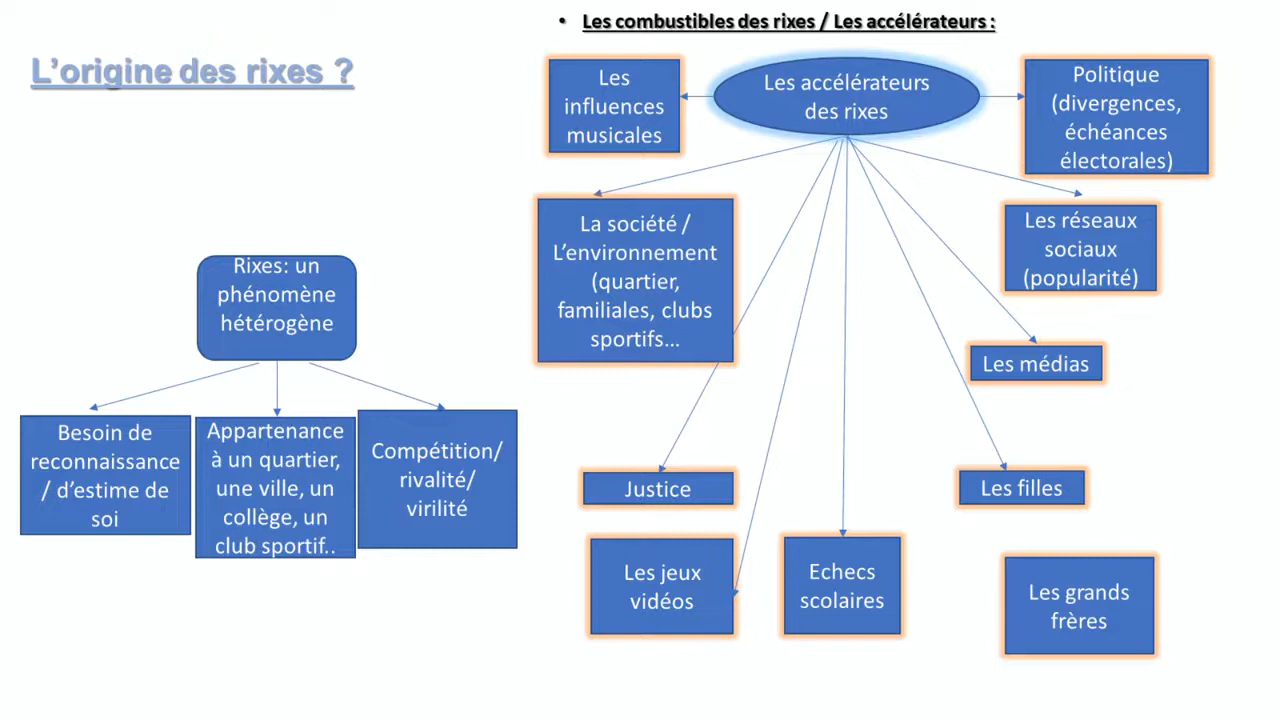 L'origine des rixes ?
• Les combustibles des rixes / Les accélérateurs :
Rixes: un
phénomène
hétérogène
Besoin de
reconnaissance
/ d'estime de
soi
Appartenance
à un quartier,
une ville, un
collège, un
club sportif..
Compétition/
rivalité/
virilité
Les accélérateurs
des rixes
Les
influences
musicales
Politique
(divergences,
échéances
électorales)
La société /
L'environnement
(quartier,
familiales, clubs
sportifs…
Les réseaux
sociaux
(popularité)
Les médias
Justice
Les filles
Les jeux
vidéos
Echecs
scolaires
Les grands
frères